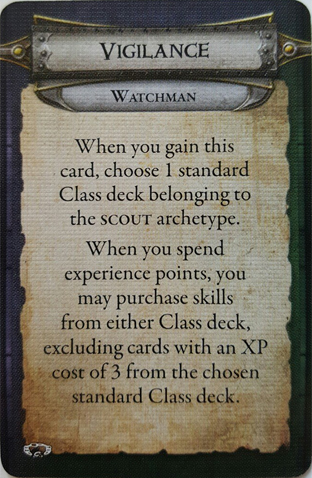 VIGILANCE
WATCHMAN
When you gain this
card, choose 1 standard
Class deck belonging to
the SCOUT archetype.
When you spend
experience points, you
may purchase skills
from either Class deck,
excluding cards with an XP
cost of 3 from the chosen
standard Class deck.